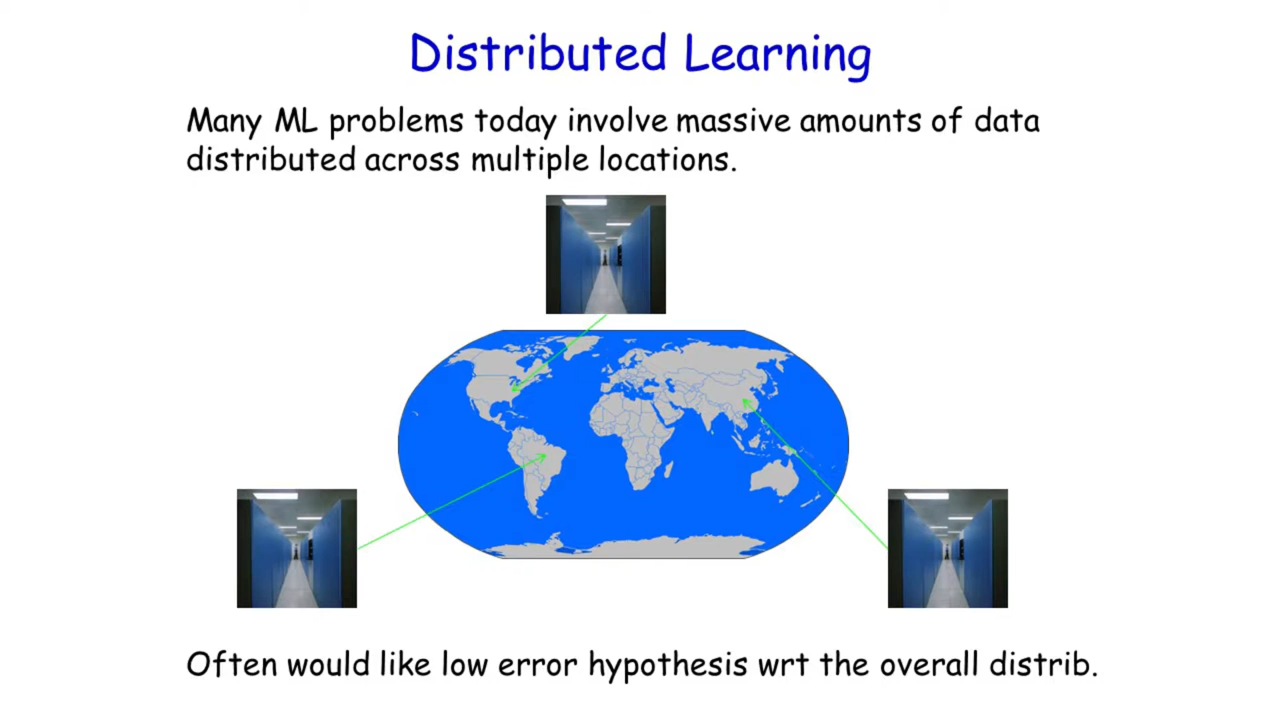 Distributed Learning
Many ML problems today involve massive amounts of data
distributed across multiple locations.
Often would like low error hypothesis wrt the overall distrib.